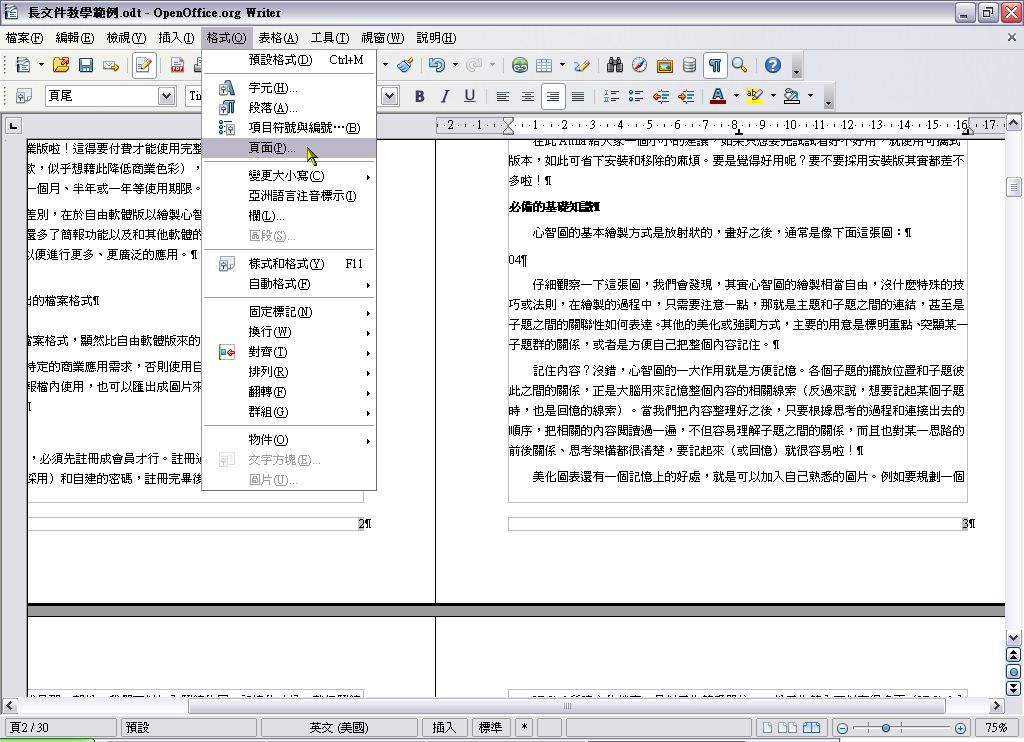 長文件教學範例.odt - OpenOffice.org Writer
檔案(F) 編輯(E) 檢視(V) 插入(I) 格式(O) 表格(A) 工具(T) 視窗(W) 說明(H)
頁尾
B I U
預設格式(D) Ctrl+M
字元(H)...
段落(A)...
項目符號與編號…(B)
頁面(P)...
變更大小寫(C)
亞洲語言注音標示(I)
欄(L)...
區段(S)...
樣式和格式(Y) F11
自動格式(F)
固定標記(N)
換行(W)
對齊(T)
排列(R)
翻轉(F)
群組(G)
物件(O)
文字方塊(E)...
圖片(U)...
2 · 1 · 1 · 2 · 3 · 4 · 5 · 6 · 7 · 8 · 9 · 10 · 11 · 12 · 13 · 14 · 15 · 16 · 17
業版啦！這得要付費才能使用完整
欢，似乎想藉此降低商業色彩），
一個月、半年或一年等使用期限。
差別，在於自由軟體版以繪製心智
還多了簡報功能以及和其他軟體的
以便進行更多、更廣泛的應用。¶
出的檔案格式¶
檔案格式，顯然比自由軟體版來的
特定的商業應用需求，否則使用自
報檔內使用，也可以匯出成圖片來
¶
，必須先註冊成會員才行。註冊過
採用）和自建的密碼，註冊完畢後
2¶
版本，如此可省下安裝和移除的麻煩。要是覺得好用呢？要不要採用安裝版其實都差不
多啦！¶
必備的基礎知識¶
心智圖的基本繪製方式是放射狀的，畫好之後，通常是像下面這張圖：¶
04¶
仔細觀察一下這張圖，我們會發現，其實心智圖的繪製相當自由，沒什麼特殊的技
巧或法則，在繪製的過程中，只需要注意一點，那就是主題和子題之間的連結，甚至是
子題之間的關聯性如何表達。其他的美化或強調方式，主要的用意是標明重點、突顯某一
子題群的關係，或者是方便自己把整個內容記住。¶
記住內容？沒錯，心智圖的一大作用就是方便記憶。各個子題的擺放位置和子題彼
此之間的關係，正是大腦用來記憶整個內容的相關線索（反過來說，想要記起某個子題
時，也是回憶的線索）。當我們把內容整理好之後，只要根據思考的過程和連接出去的
順序，把相關的內容閱讀過一遍，不但容易理解子題之間的關係，而且也對某一思路的
前後關係、思考架構都很清楚，要記起來（或回憶）就很容易啦！¶
美化圖表還有一個記憶上的好處，就是可以加入自己熟悉的圖片。例如要規劃一個
3¶
頁2 / 30 預設 英文 (美國) 插入 標準 * 75%